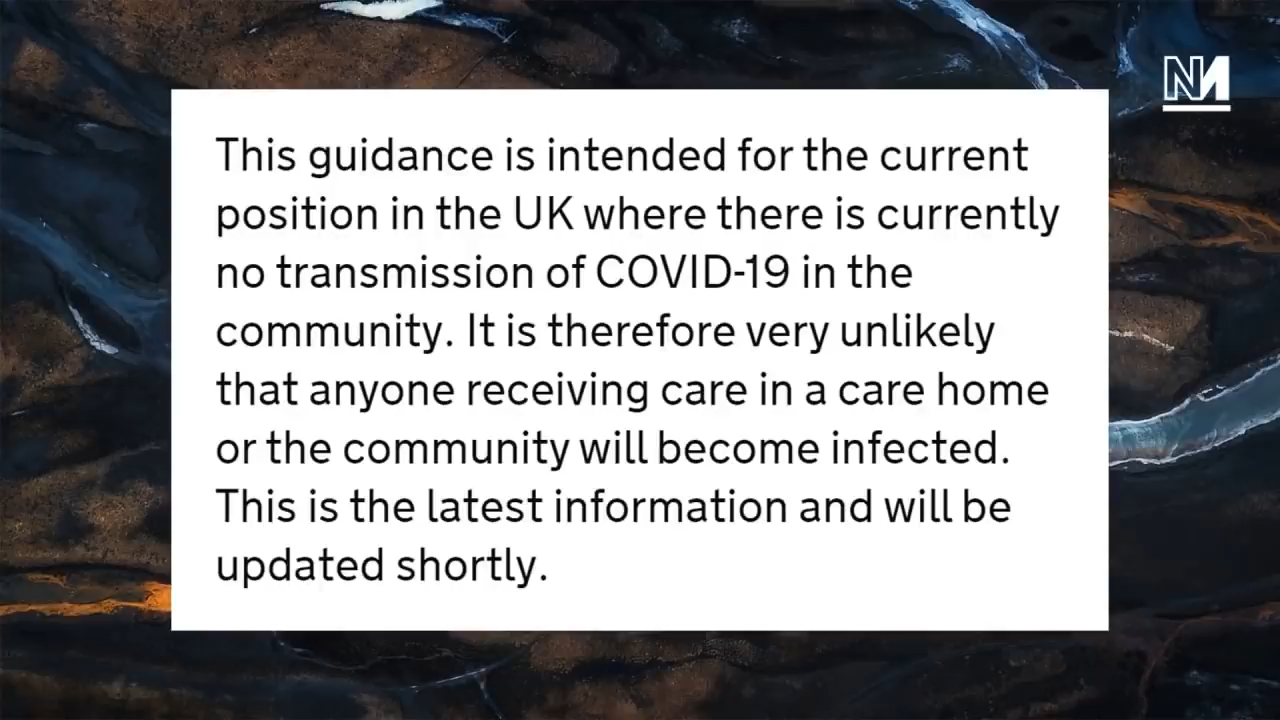 NM
This guidance is intended for the current
position in the UK where there is currently
no transmission of COVID-19 in the
community. It is therefore very unlikely
that anyone receiving care in a care home
or the community will become infected.
This is the latest information and will be
updated shortly.